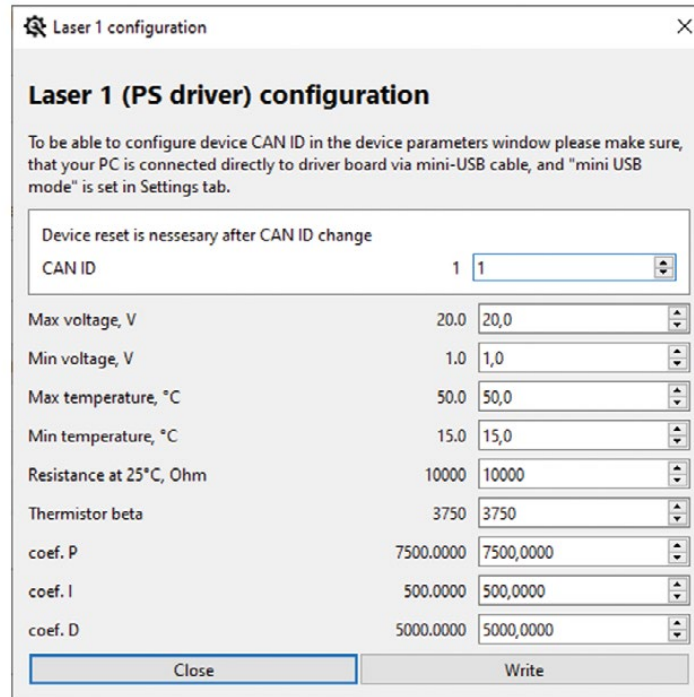 Laser 1 configuration
Laser 1 (PS driver) configuration
To be able to configure device CAN ID in the device parameters window please make sure,
that your PC is connected directly to driver board via mini-USB cable, and "mini USB
mode" is set in Settings tab.
Device reset is nessesary after CAN ID change
CAN ID 1 1
Max voltage, V 20.0 20,0
Min voltage, V 1.0 1,0
Max temperature, °C 50.0 50,0
Min temperature, °C 15.0 15,0
Resistance at 25°C, Ohm 10000 10000
Thermistor beta 3750 3750
coef. P 7500.0000 7500,0000
coef. I 500.0000 500,0000
coef. D 5000.0000 5000,0000
Close Write